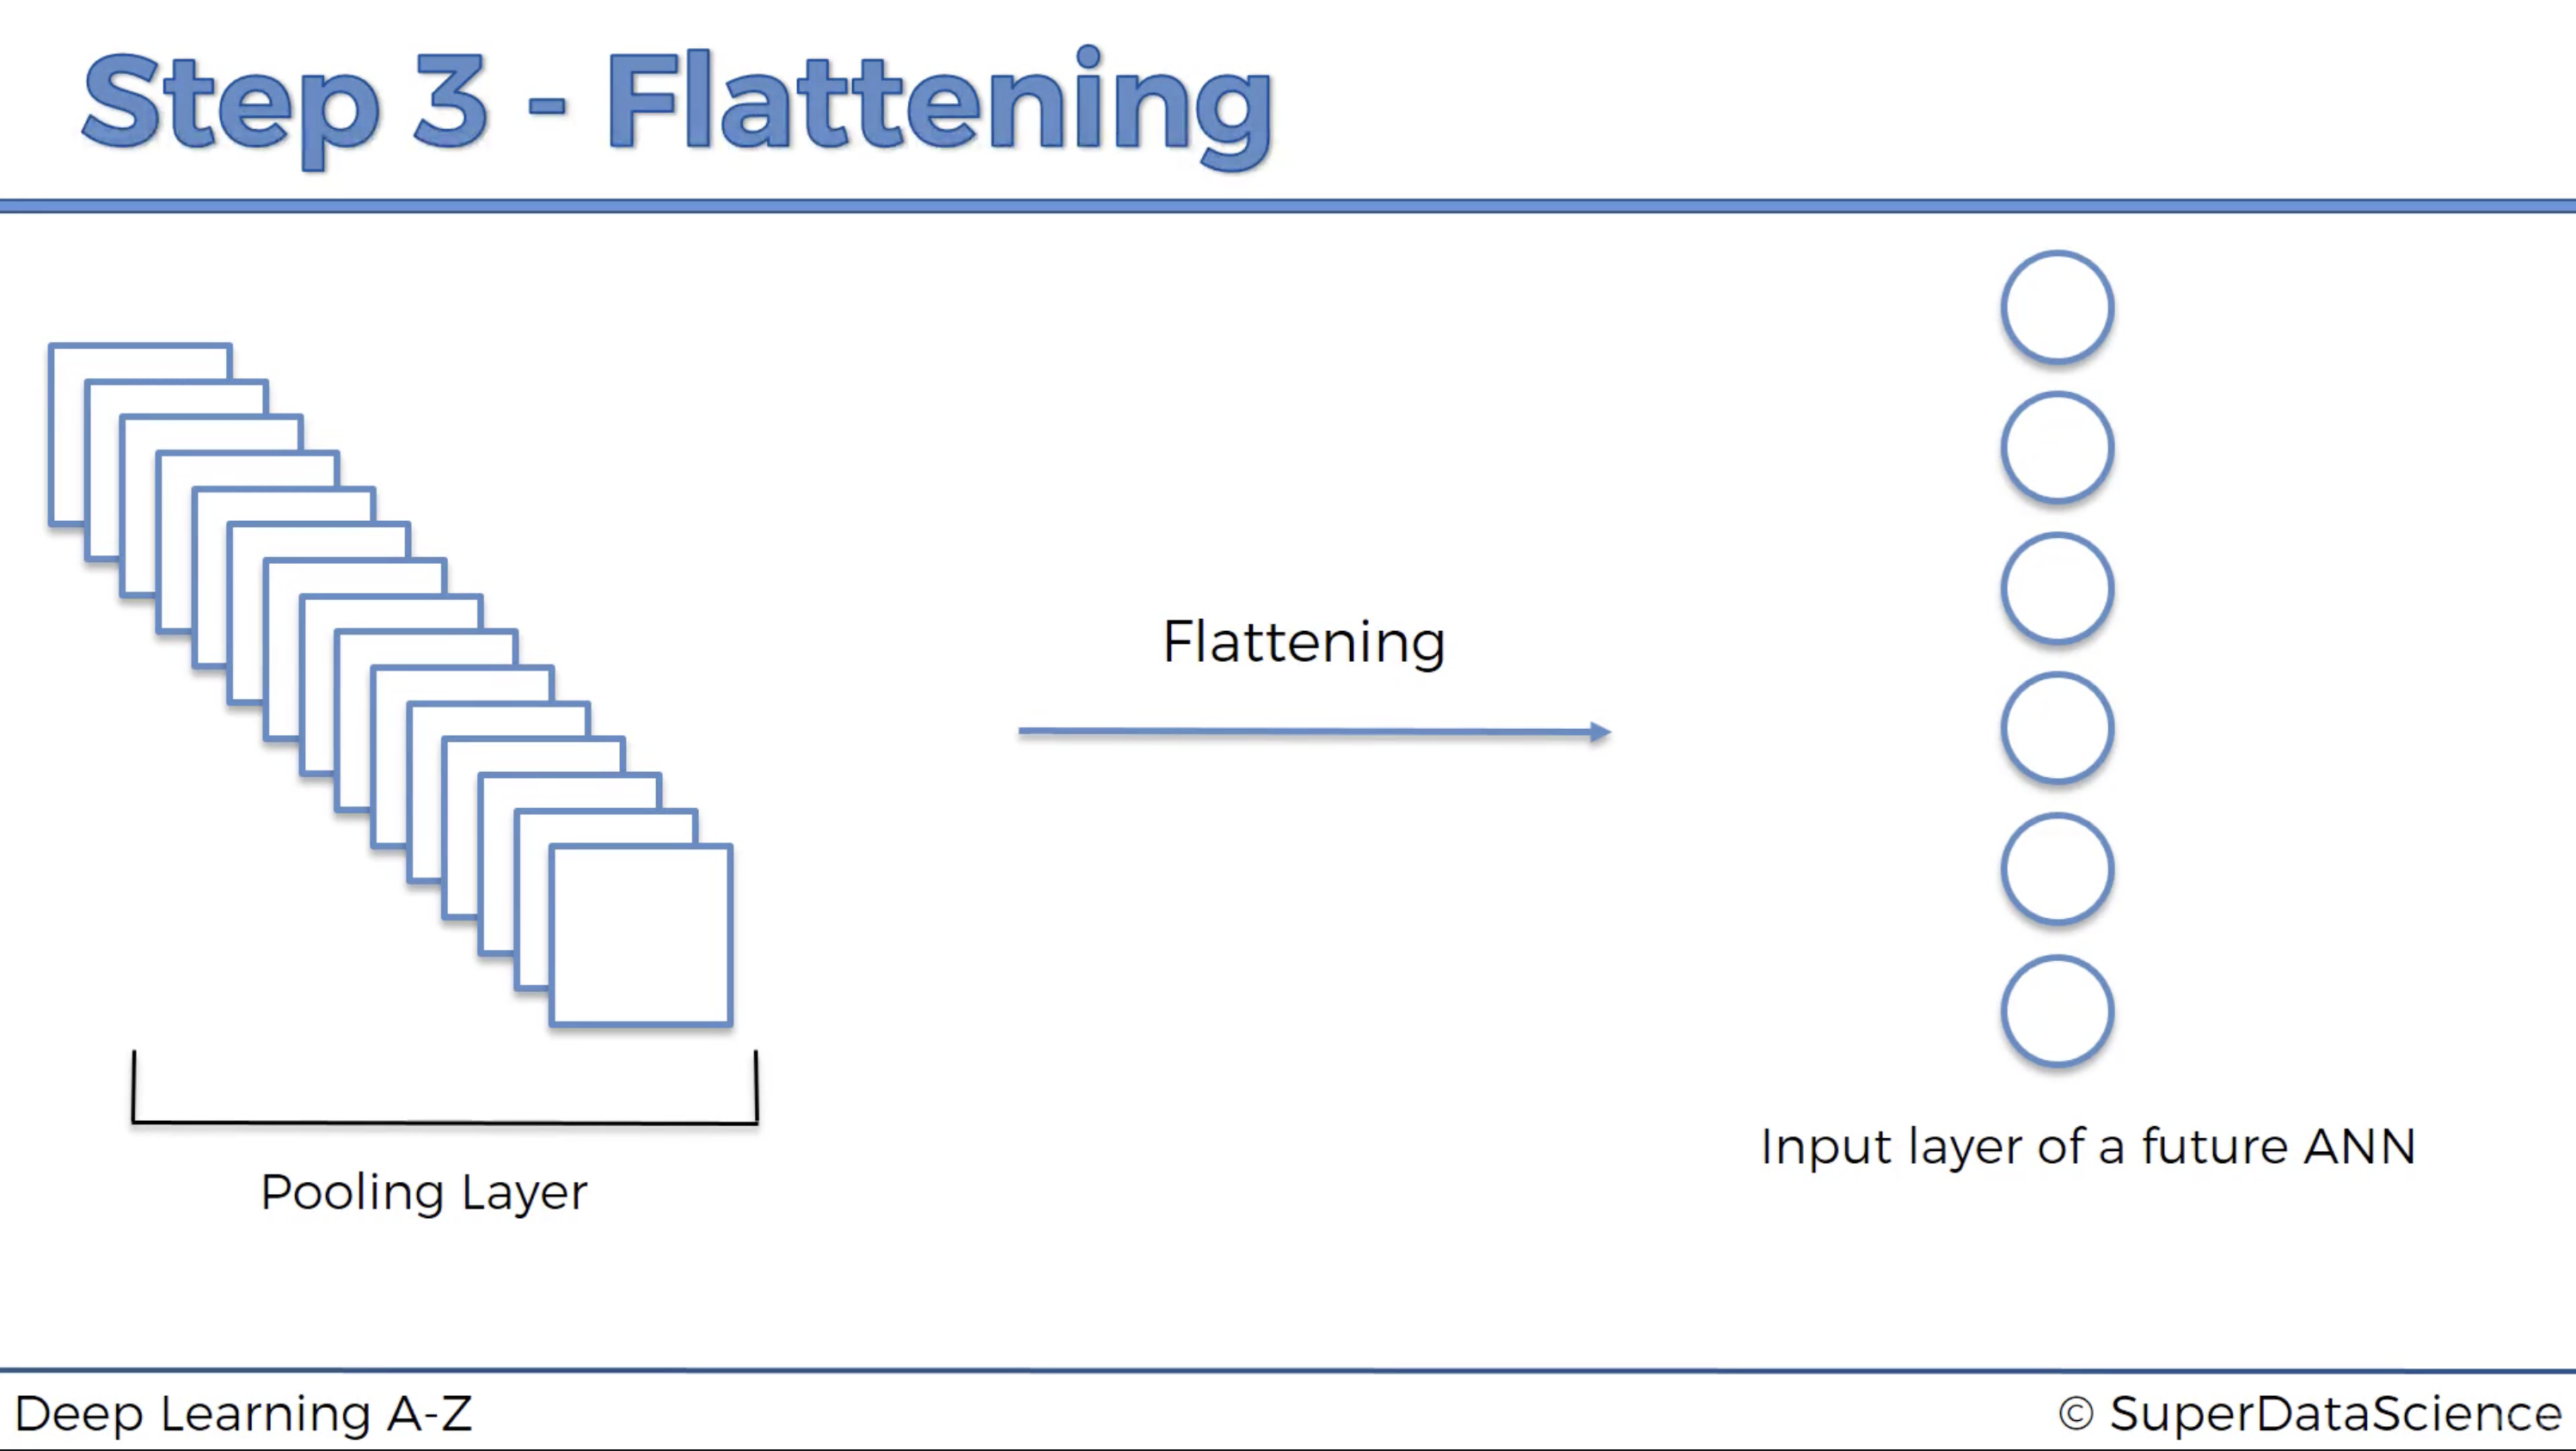 Step 3 - Flattening
Flattening
Pooling Layer
Input layer of a future ANN
Deep Learning A-Z
© SuperDataScience